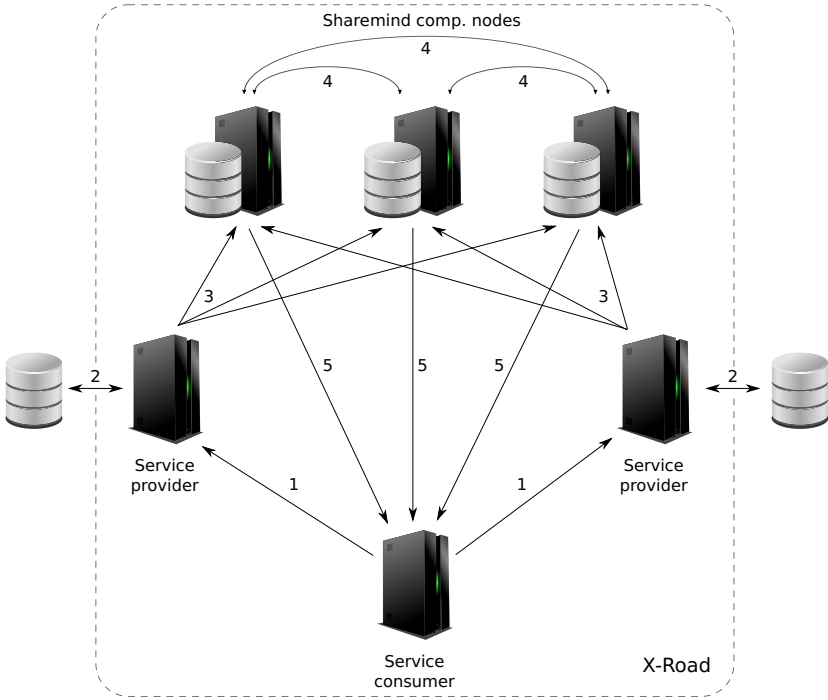 Sharemind comp. nodes
4
4
4
3
3
5
5
5
2
2
Service
provider
Service
provider
1
1
Service
consumer
X-Road